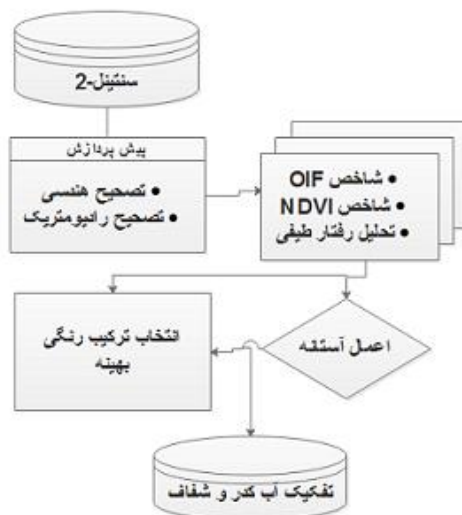 سنتینل-2
پیش پردازش
• تصحیح هندسی
• تصحیح رادیومتریک
• شاخص OIF
• شاخص NDVI
• تحلیل رفتار طیفی
انتخاب ترکیب رنگی
بهینه
اعمال آستانه
تفکیک آب کدر و شفاف